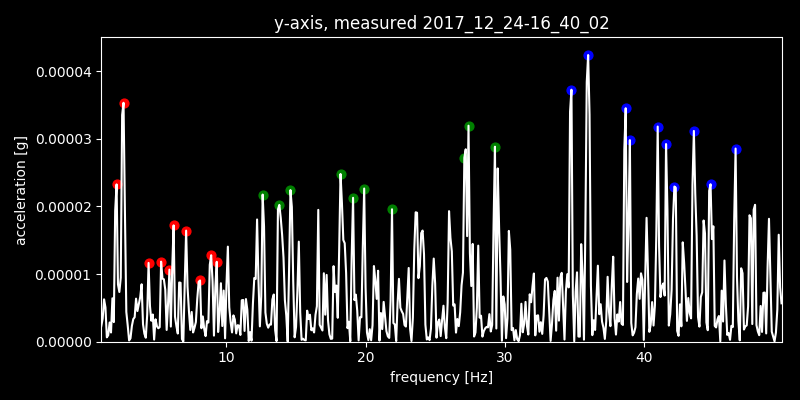 y-axis, measured 2017_12_24-16_40_02
0.00004
0.00003
0.00002
0.00001
0.00000
acceleration [g]
10 20 30 40
frequency [Hz]